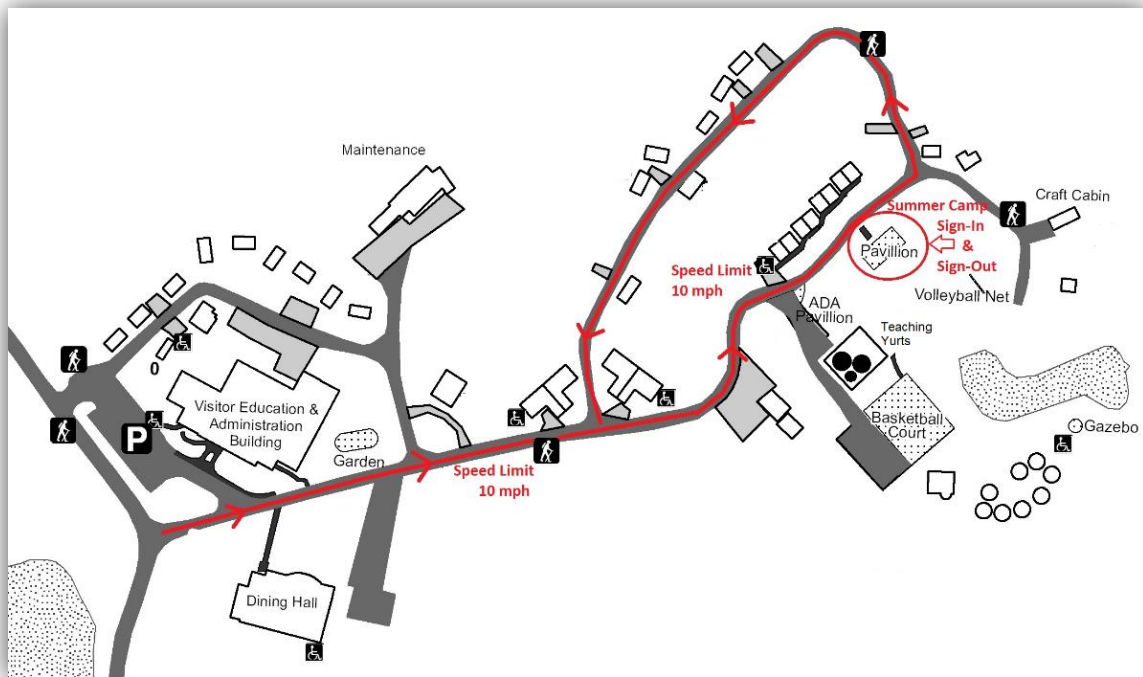 Maintenance
Craft Cabin
Summer Camp
Sign-In
&
Sign-Out
Pavillion
Speed Limit
10 mph
Volleyball Net
ADA
Pavillion
Teaching
Yurts
0
Visitor Education &
Administration
Building
P
Basketball
Court
Gazebo
Garden
Speed Limit
10 mph
Dining Hall